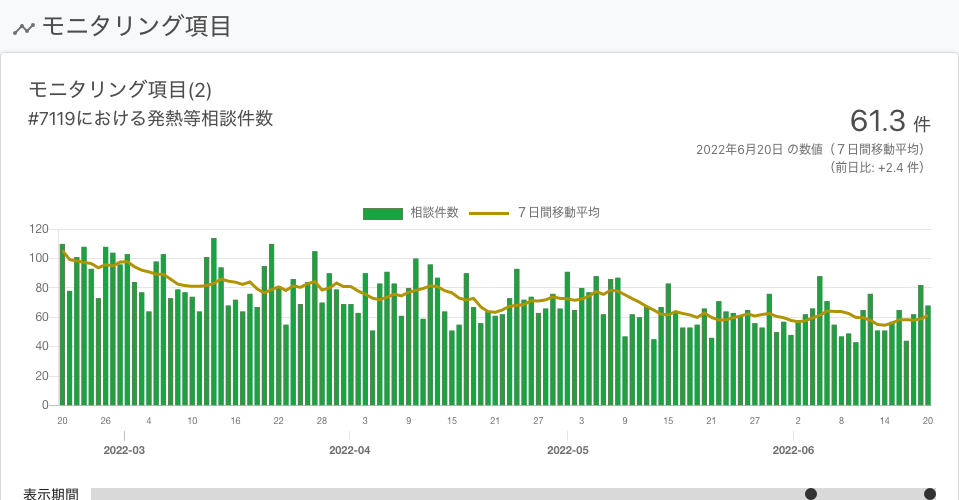 モニタリング項目
モニタリング項目(2)
#7119における発熱等相談件数
61.3 件
2022年6月20日 の数値（７日間移動平均）
（前日比: +2.4 件）
相談件数 ７日間移動平均
120
100
80
60
40
20
0
20 26 4 10 16 22 28 3 9 15 21 27 3 9 15 21 27 2 8 14 20
2022-03 2022-04 2022-05 2022-06
表示期間